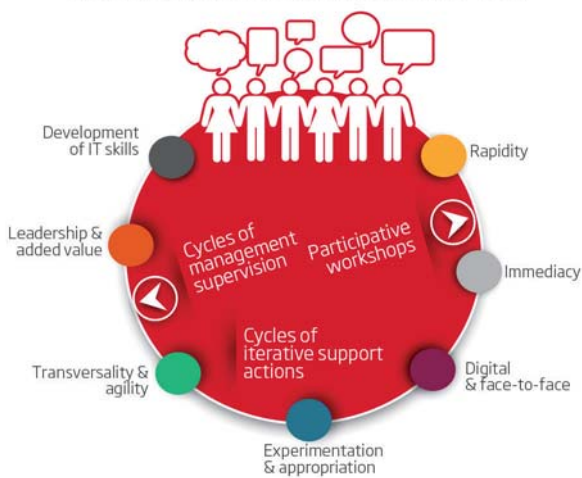 Development
of IT skills
Rapidity
Leadership &
added value
Cycles of
management
supervision
Participative
workshops
Immediacy
Cycles of
iterative support
actions
Transversality &
agility
Digital
& face-to-face
Experimentation
& appropriation